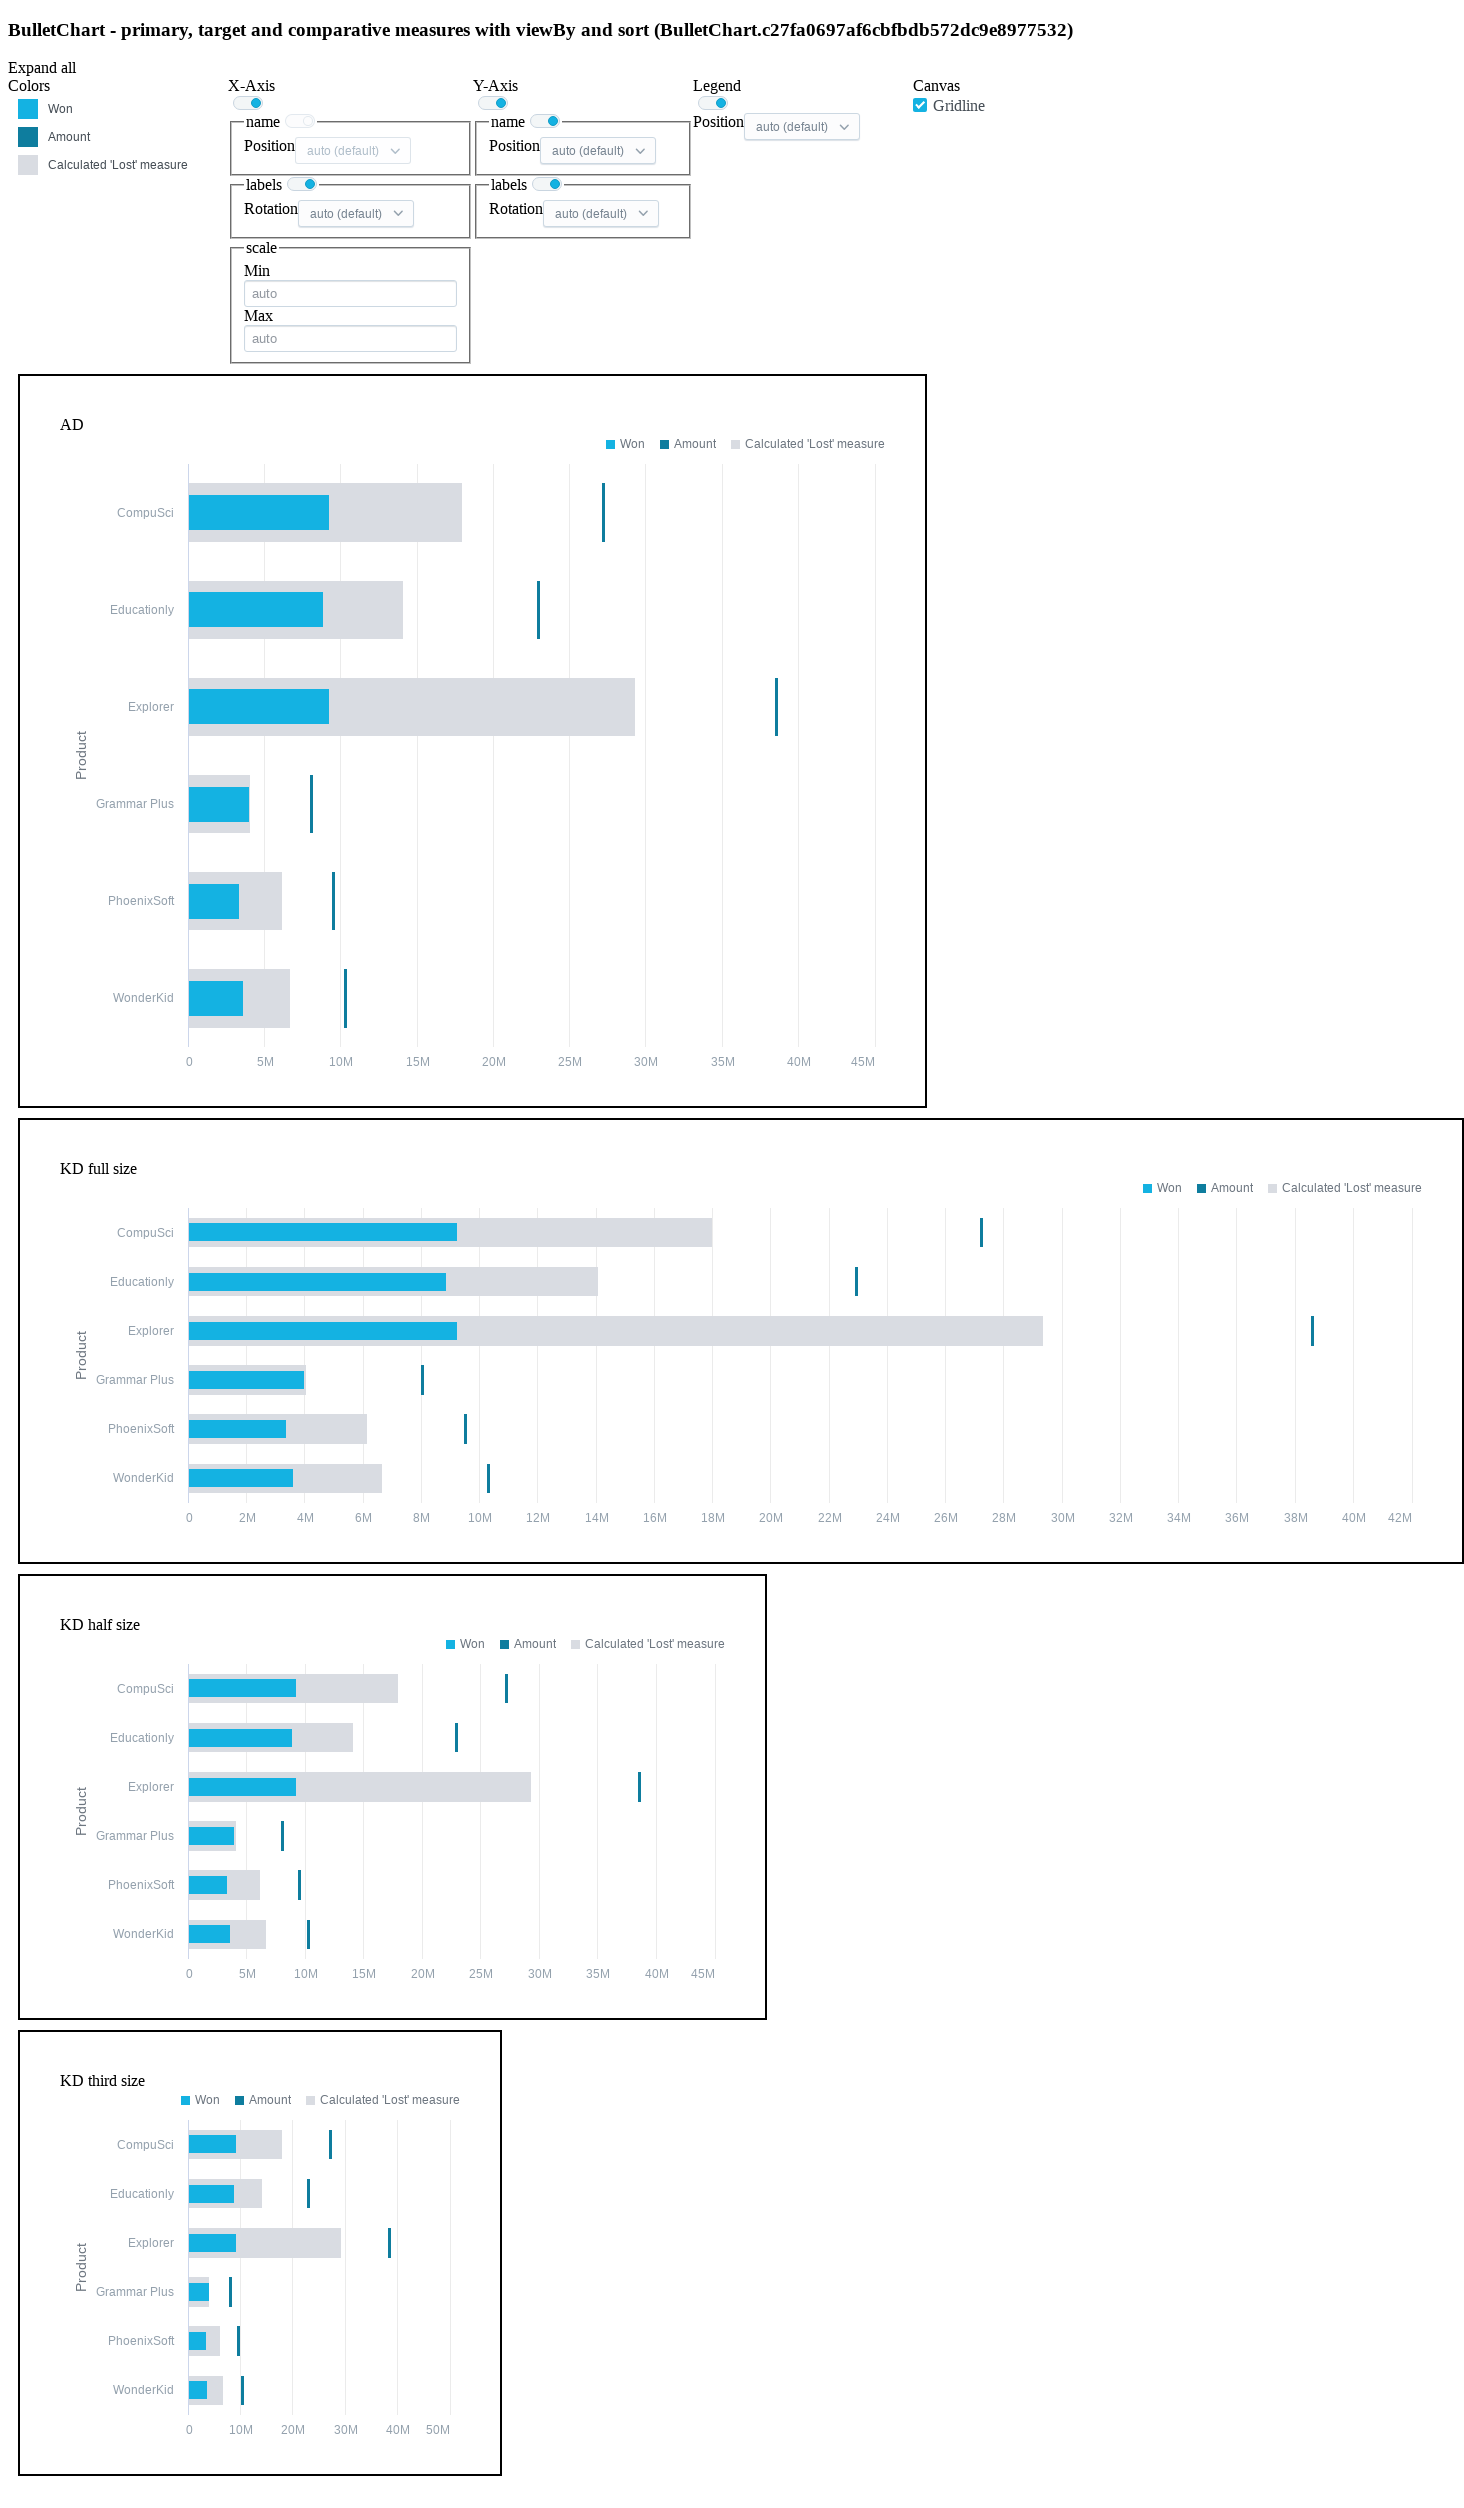 BulletChart - primary, target and comparative measures with viewBy and sort (BulletChart.c27fa0697af6cbfbdb572dc9e8977532)
Expand all
Colors
Won
Amount
Calculated 'Lost' measure
X-Axis
name
Position auto (default)
labels
Rotation auto (default)
scale
Min
auto
Max
auto
Y-Axis
name
Position auto (default)
labels
Rotation auto (default)
Legend
Position auto (default)
Canvas
Gridline
AD
Won Amount Calculated 'Lost' measure
Product
CompuSci
Educationly
Explorer
Grammar Plus
PhoenixSoft
WonderKid
0 5M 10M 15M 20M 25M 30M 35M 40M 45M
KD full size
Won Amount Calculated 'Lost' measure
Product
CompuSci
Educationly
Explorer
Grammar Plus
PhoenixSoft
WonderKid
0 2M 4M 6M 8M 10M 12M 14M 16M 18M 20M 22M 24M 26M 28M 30M 32M 34M 36M 38M 40M 42M
KD half size
Won Amount Calculated 'Lost' measure
Product
CompuSci
Educationly
Explorer
Grammar Plus
PhoenixSoft
WonderKid
0 5M 10M 15M 20M 25M 30M 35M 40M 45M
KD third size
Won Amount Calculated 'Lost' measure
Product
CompuSci
Educationly
Explorer
Grammar Plus
PhoenixSoft
WonderKid
0 10M 20M 30M 40M 50M